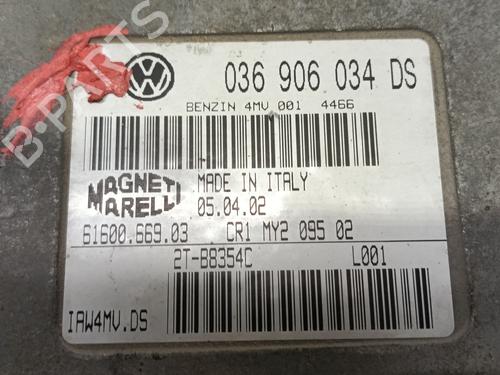 B-PARTS
036 906 034 DS
BENZIN 4MV 001 4466
MAGNETI MARELLI
MADE IN ITALY
05.04.02
61600.669.03 CR1 MY2 095 02
2T-B8354C L001
IAW4MV.DS